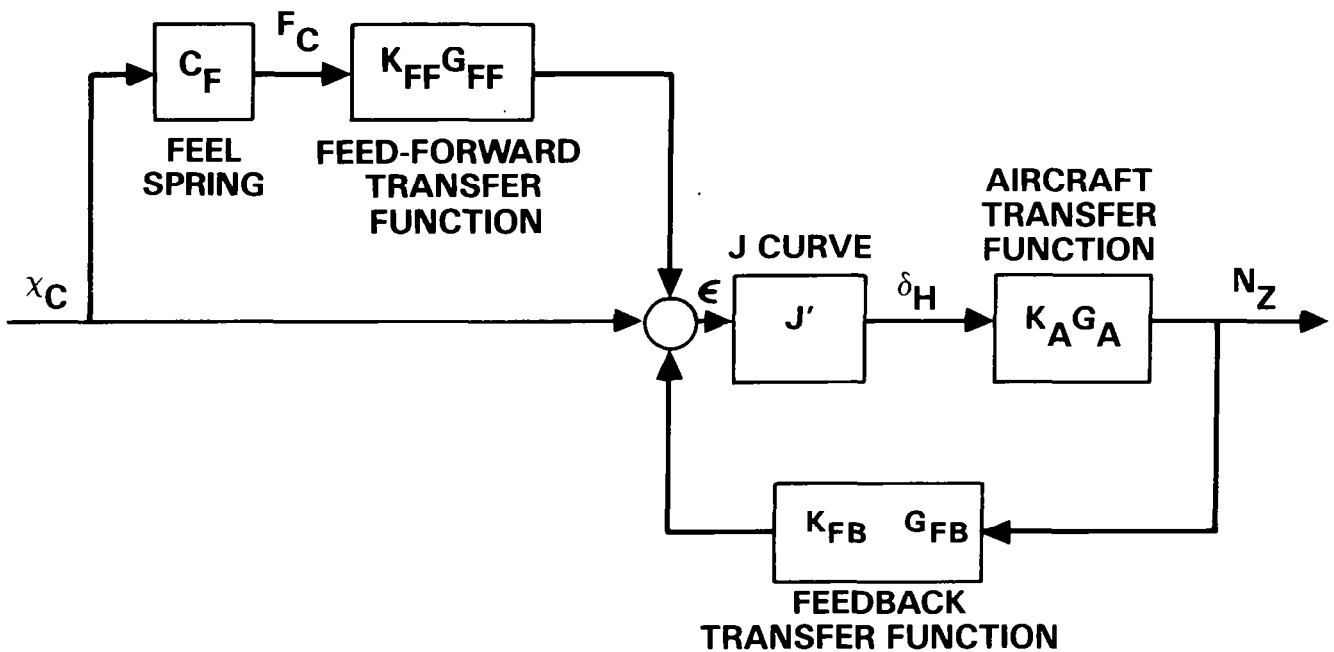 F_C
C_F
K_FF G_FF
FEEL
SPRING
FEED-FORWARD
TRANSFER
FUNCTION
AIRCRAFT
TRANSFER
FUNCTION
J CURVE
χ_C
ϵ
J'
δ_H
K_A G_A
N_Z
K_FB G_FB
FEEDBACK
TRANSFER FUNCTION